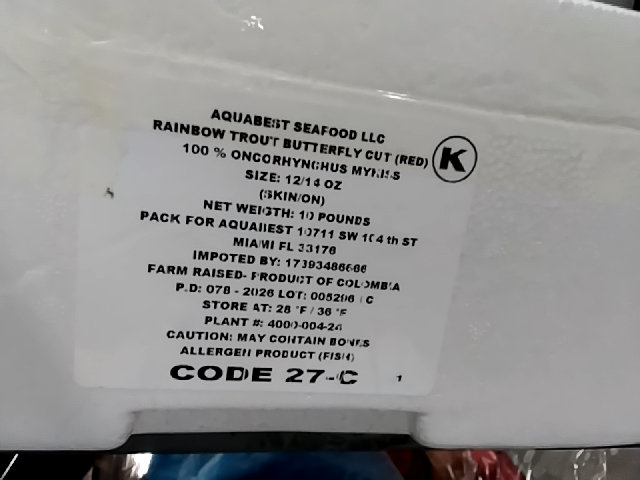 AQUABEST SEAFOOD LLC
RAINBOW TROUT BUTTERFLY CUT (RED)
K
100 % ONCORHYNCHUS MYKISS
SIZE: 12/14 OZ
(SKIN/ON)
NET WEIGTH: 10 POUNDS
PACK FOR AQUABEST 10711 SW 104 th ST
MIAMI FL 33176
IMPOTED BY:
FARM RAISED- PRODUCT OF COLOMBIA
P.D: 078 - 2026 LOT:
STORE AT: 28 °F / 36 °F
PLANT #: 4000-004-24
CAUTION: MAY CONTAIN BONES
ALLERGEN PRODUCT (FISH)
CODE 27-C
1